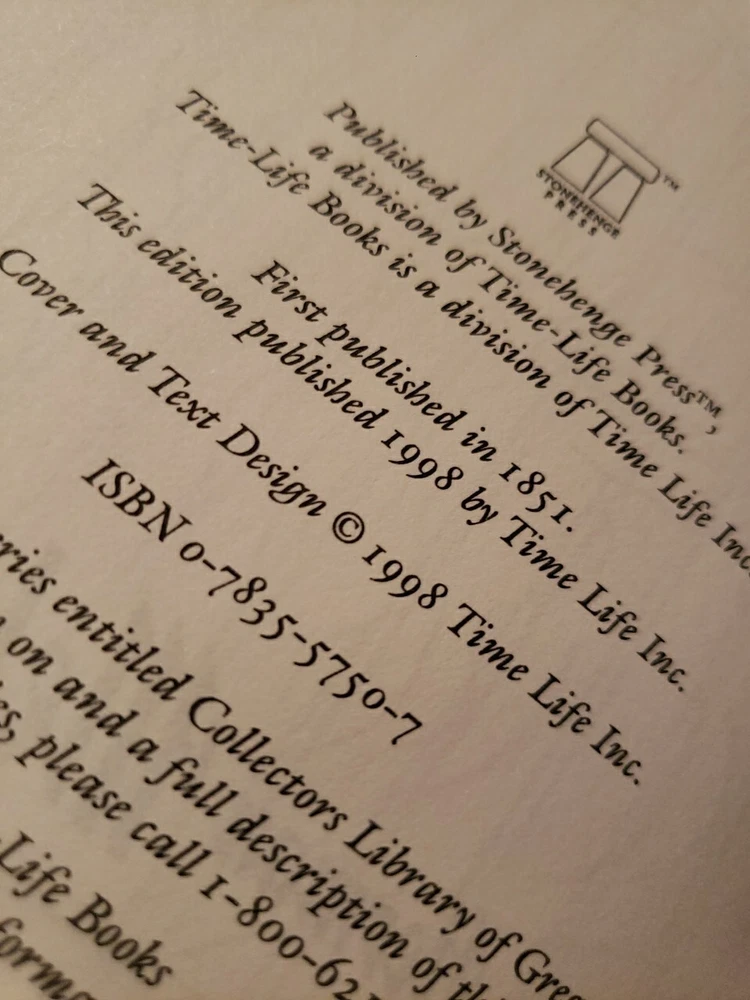 STONEHENGE
PRESS
TM
Published by Stonehenge Press™,
a division of Time-Life Books.
Time-Life Books is a division of Time Life Inc.
First published in 1851.
This edition published 1998 by Time Life Inc.
Cover and Text Design © 1998 Time Life Inc.
ISBN 0-7835-5750-7
entitled Collectors Library of
on and a full description of
please call 1-800-62
Life Books